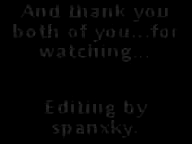 And thank you
both of you...for
watching...
Editing by
spanxky.